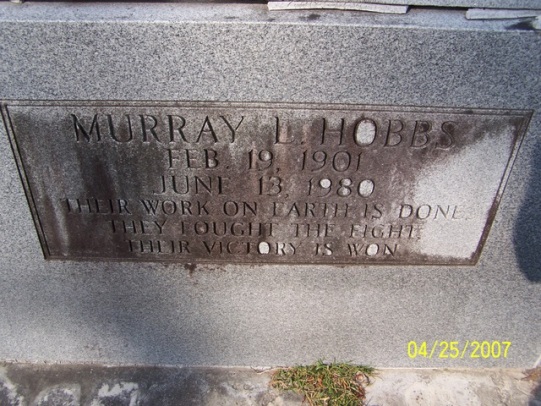 MURRAY L. HOBBS
FEB. 19, 1901
JUNE 13, 1980
THEIR WORK ON EARTH IS DONE.
THEY FOUGHT THE FIGHT.
THEIR VICTORY IS WON
04/25/2007